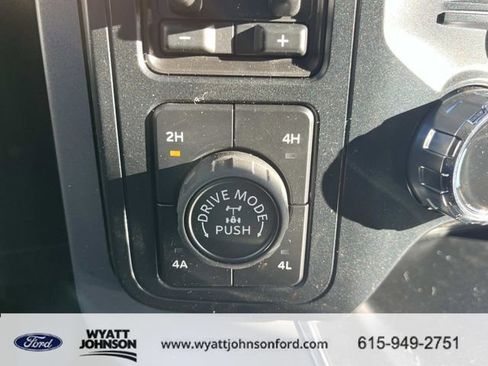 − +
2H 4H
DRIVE MODE
PUSH
4A 4L
Ford WYATT
JOHNSON www.wyattjohnsonford.com 615-949-2751